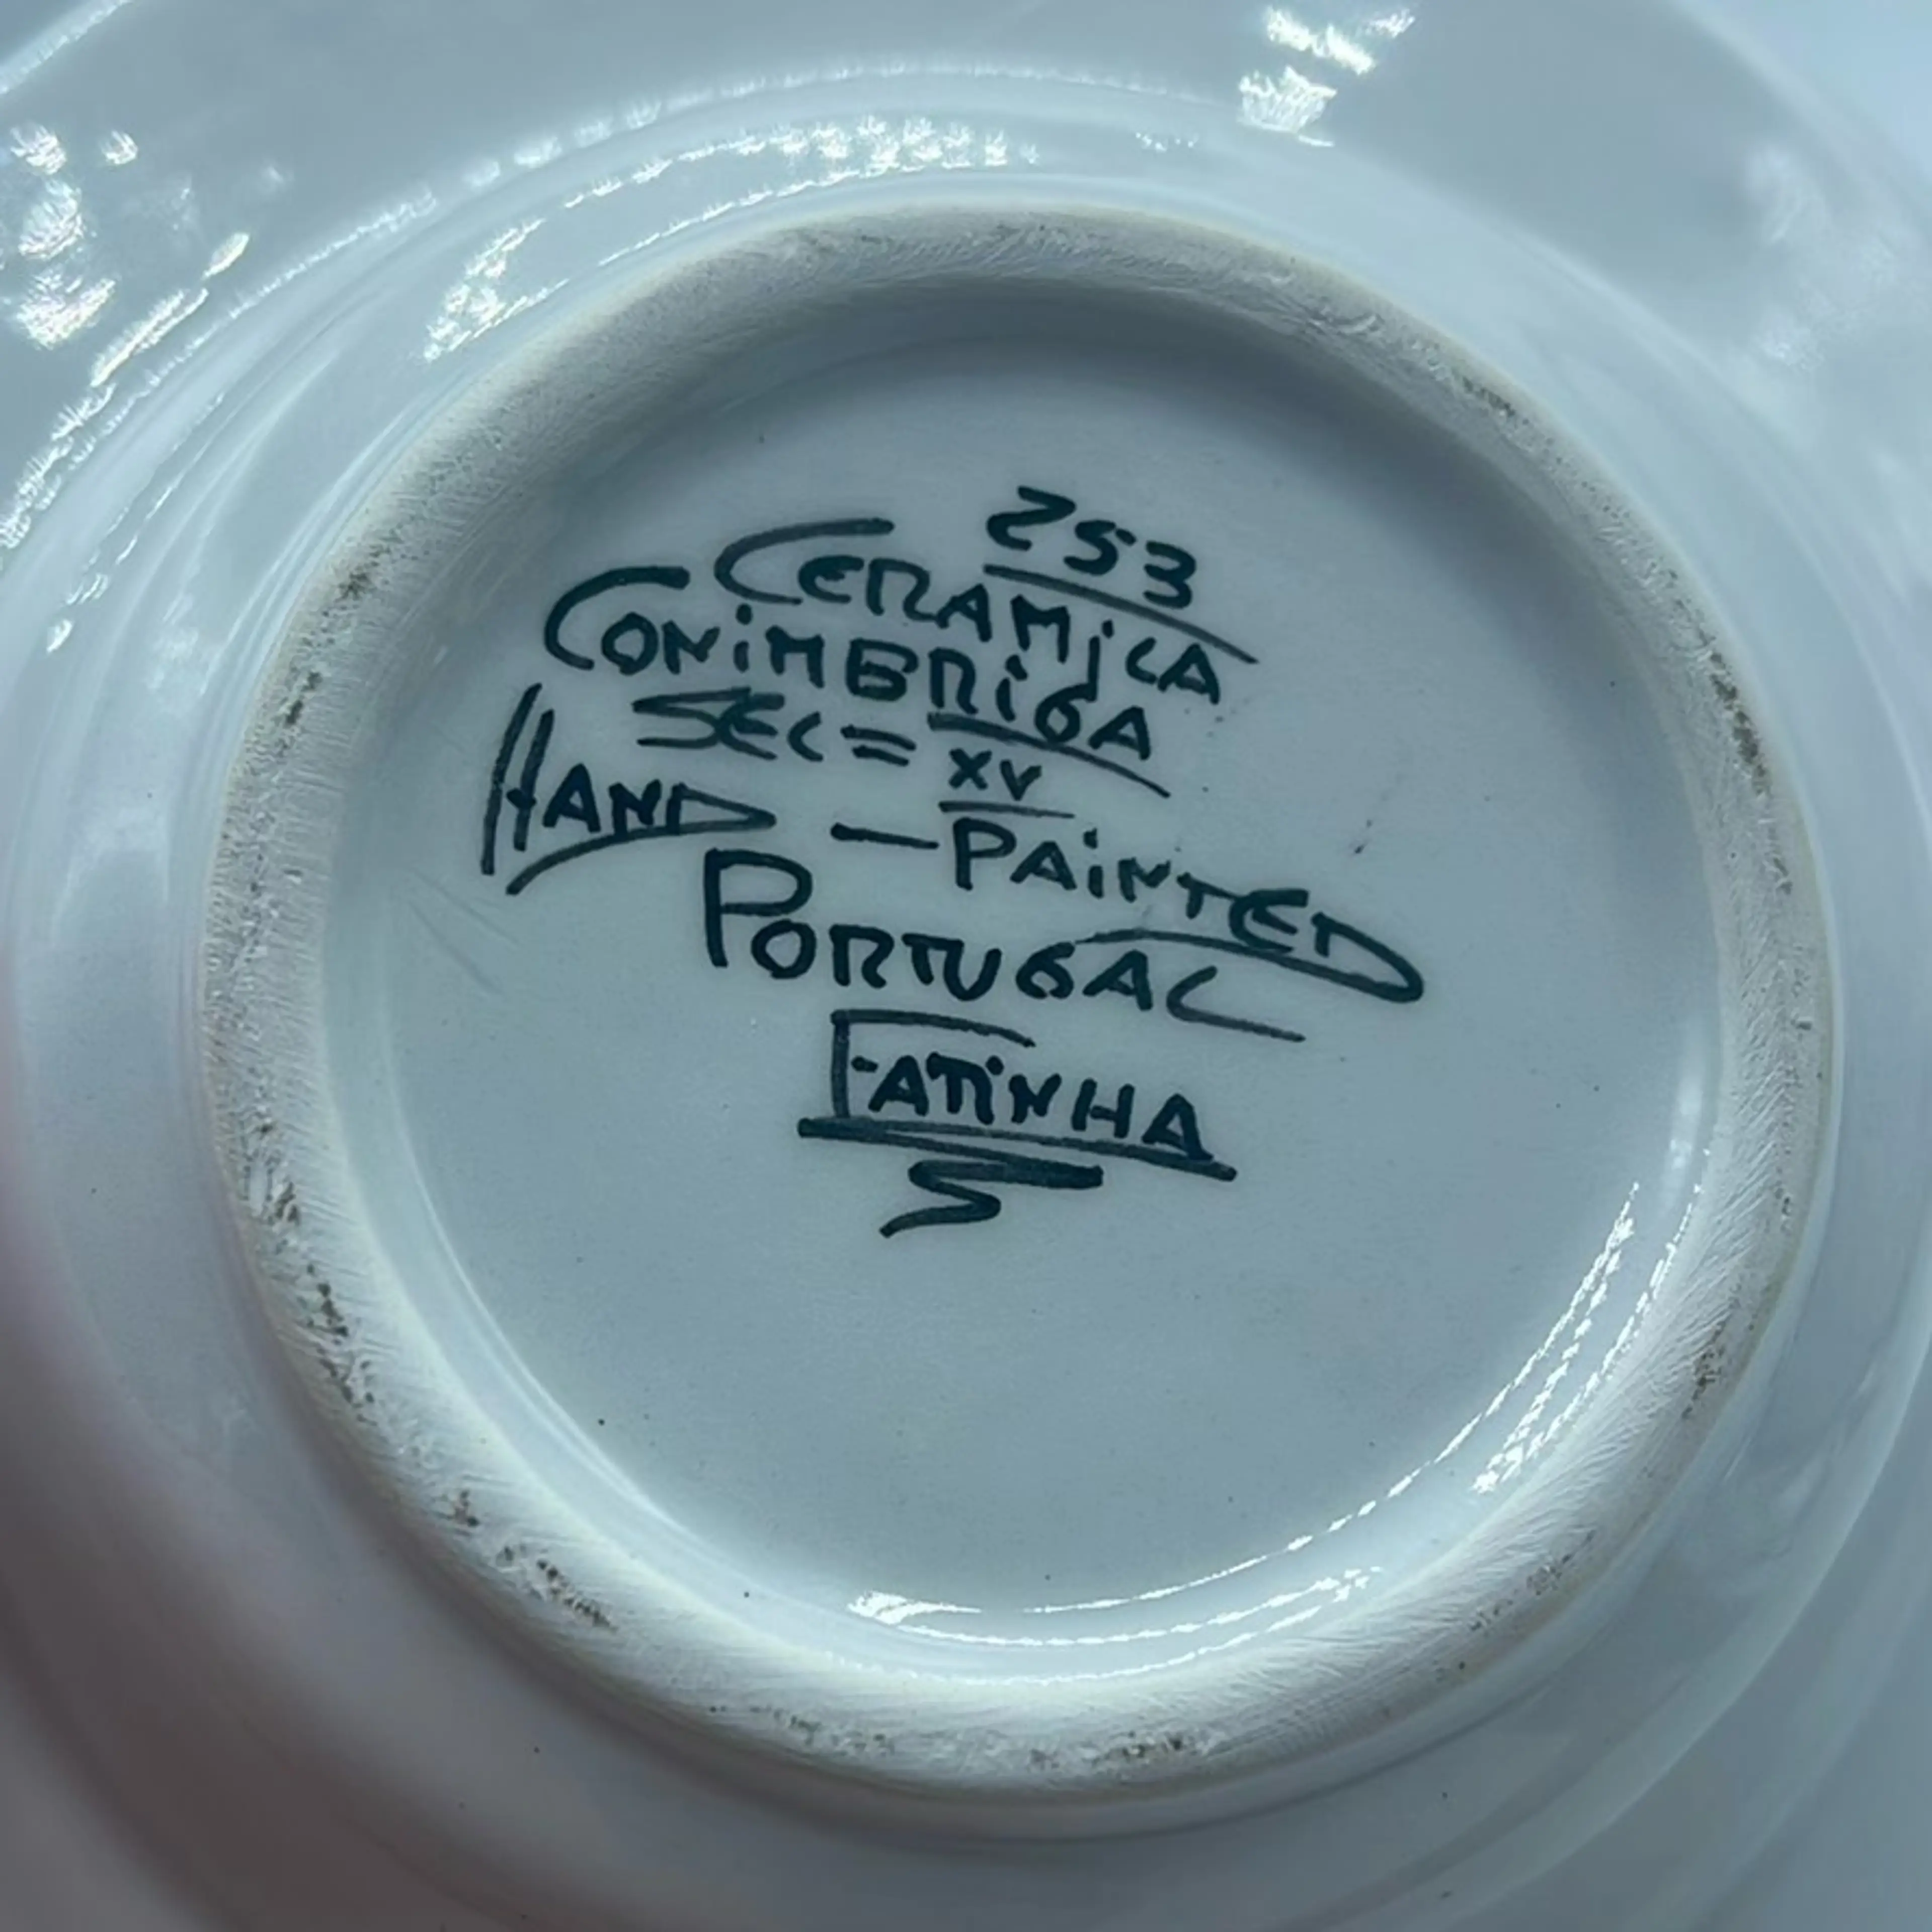 253
CERAMiCA
CONiMBRiGA
SEC = XV
HAND - PAiNTED
PORTUGAL
FATiNHA